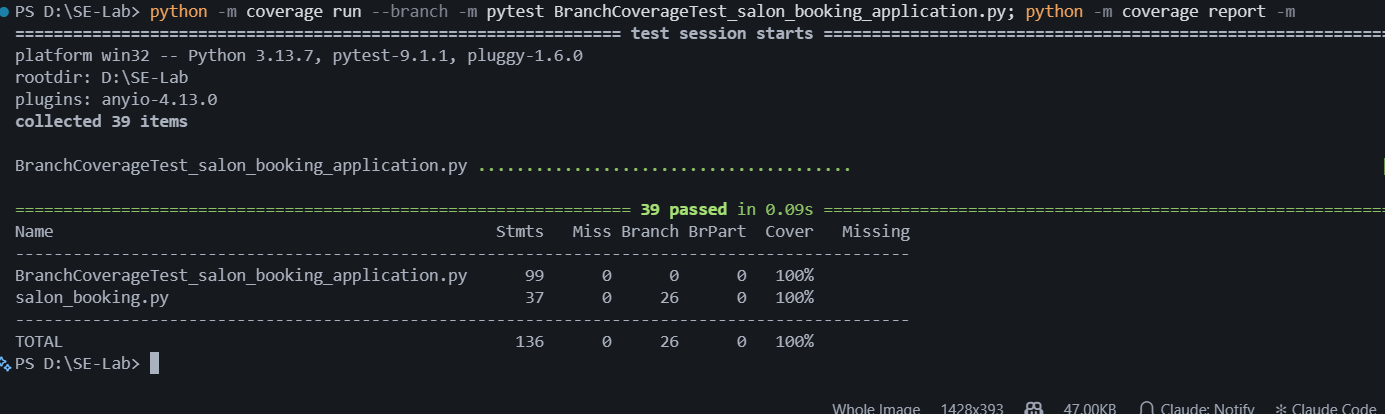 PS D:\SE-Lab> python -m coverage run --branch -m pytest BranchCoverageTest_salon_booking_application.py; python -m coverage report -m
=============================================================== test session starts ===========================================================
platform win32 -- Python 3.13.7, pytest-9.1.1, pluggy-1.6.0
rootdir: D:\SE-Lab
plugins: anyio-4.13.0
collected 39 items
BranchCoverageTest_salon_booking_application.py .......................................
================================================================ 39 passed in 0.09s ===========================================================
Name                                              Stmts   Miss Branch BrPart  Cover   Missing
---------------------------------------------------------------------------------------------
BranchCoverageTest_salon_booking_application.py      99      0      0      0   100%
salon_booking.py                                     37      0     26      0   100%
---------------------------------------------------------------------------------------------
TOTAL                                               136      0     26      0   100%
PS D:\SE-Lab>
Whole Image 1428x393 47.00KB Claude: Notify Claude Code